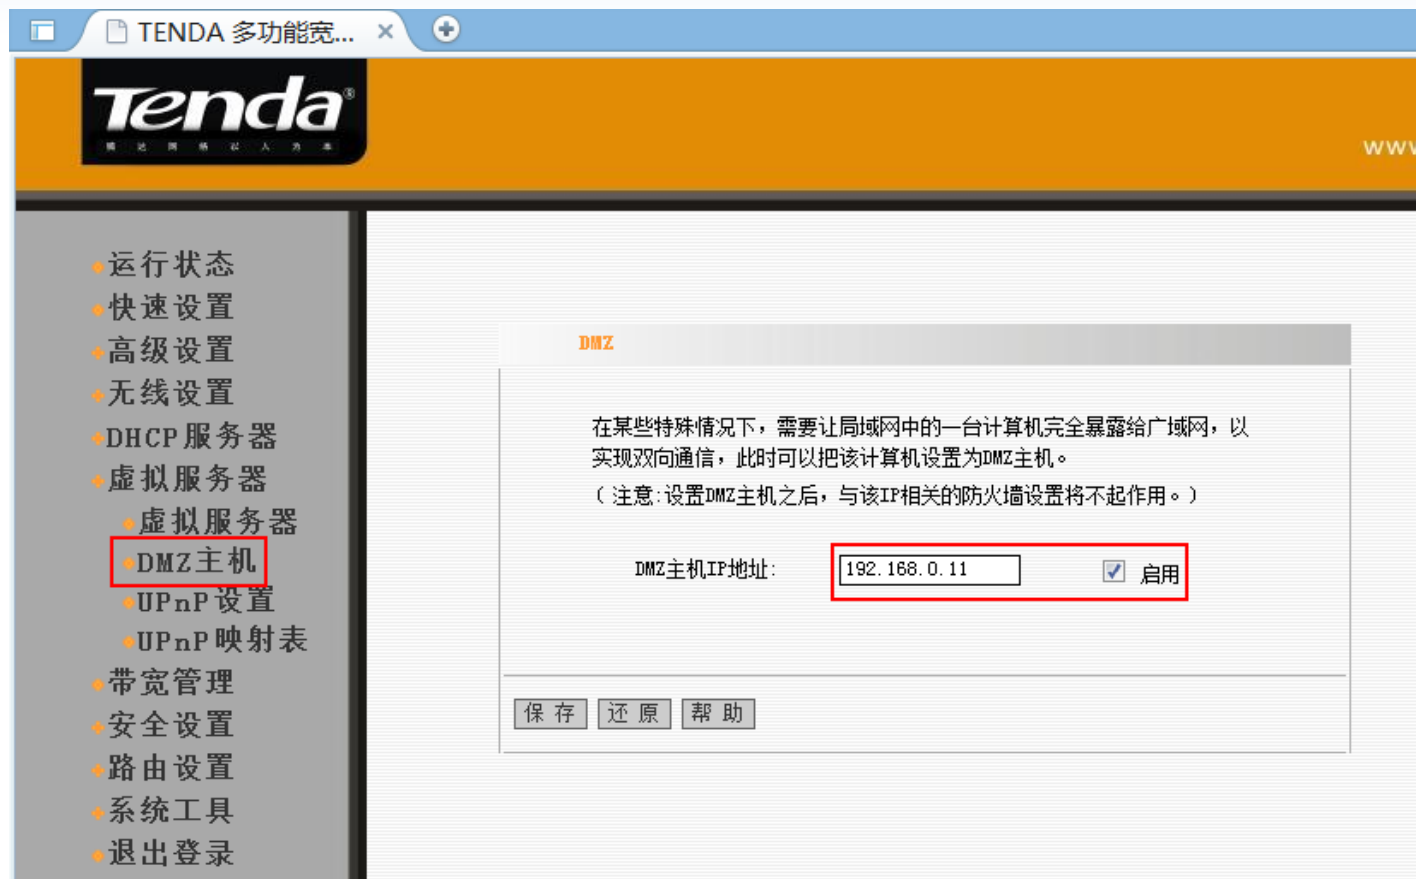 TENDA 多功能宽...
Tenda®
腾达网络以人为本
www
运行状态
快速设置
高级设置
无线设置
DHCP服务器
虚拟服务器
虚拟服务器
DMZ主机
UPnP设置
UPnP映射表
带宽管理
安全设置
路由设置
系统工具
退出登录
DMZ
在某些特殊情况下，需要让局域网中的一台计算机完全暴露给广域网，以
实现双向通信，此时可以把该计算机设置为DMZ主机。
（注意:设置DMZ主机之后，与该IP相关的防火墙设置将不起作用。）
DMZ主机IP地址: 192.168.0.11 启用
保存 还原 帮助